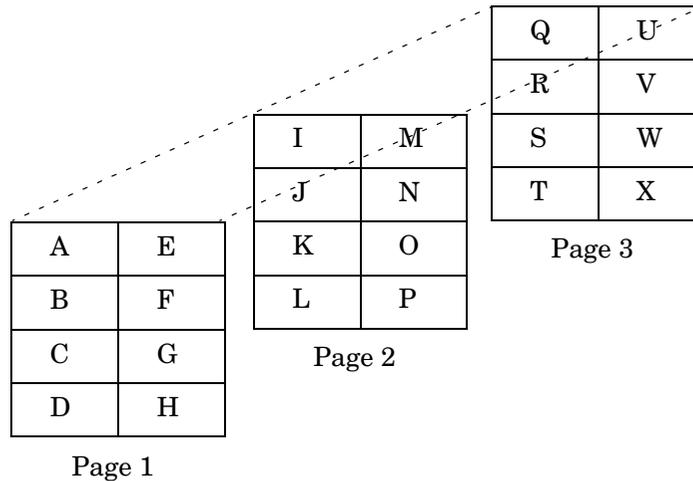 A E
B F
C G
D H
Page 1
I M
J N
K O
L P
Page 2
Q U
R V
S W
T X
Page 3